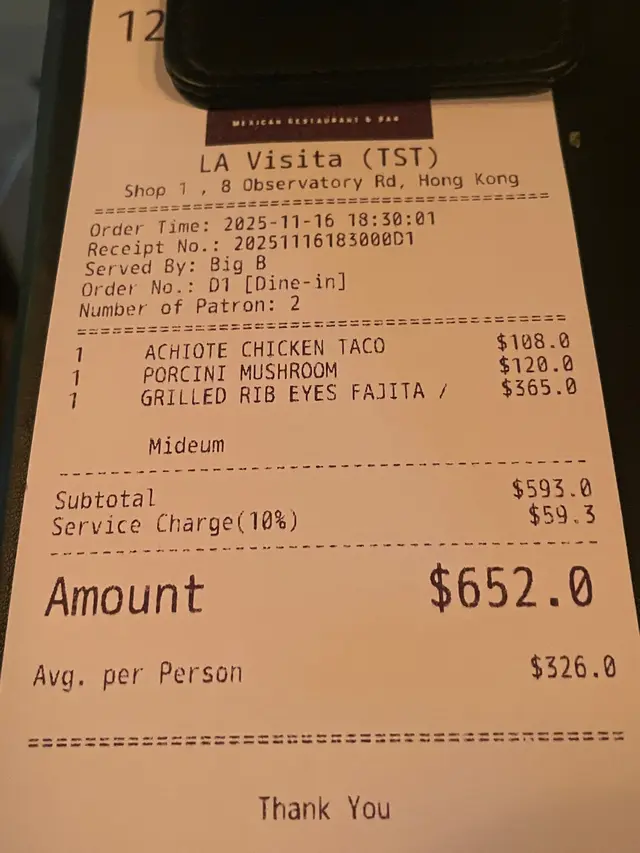 12
MEXICAN RESTAURANT & BAR
LA Visita (TST)
Shop 1 , 8 Observatory Rd, Hong Kong
================================================
Order Time: 2025-11-16 18:30:01
Receipt No.: 20251116183000D1
Served By: Big B
Order No.: D1 [Dine-in]
Number of Patron: 2
================================================
1 ACHIOTE CHICKEN TACO $108.0
1 PORCINI MUSHROOM $120.0
1 GRILLED RIB EYES FAJITA / $365.0
Mideum
------------------------------------------------
Subtotal $593.0
Service Charge(10%) $59.3
------------------------------------------------
Amount $652.0
Avg. per Person $326.0
================================================
Thank You